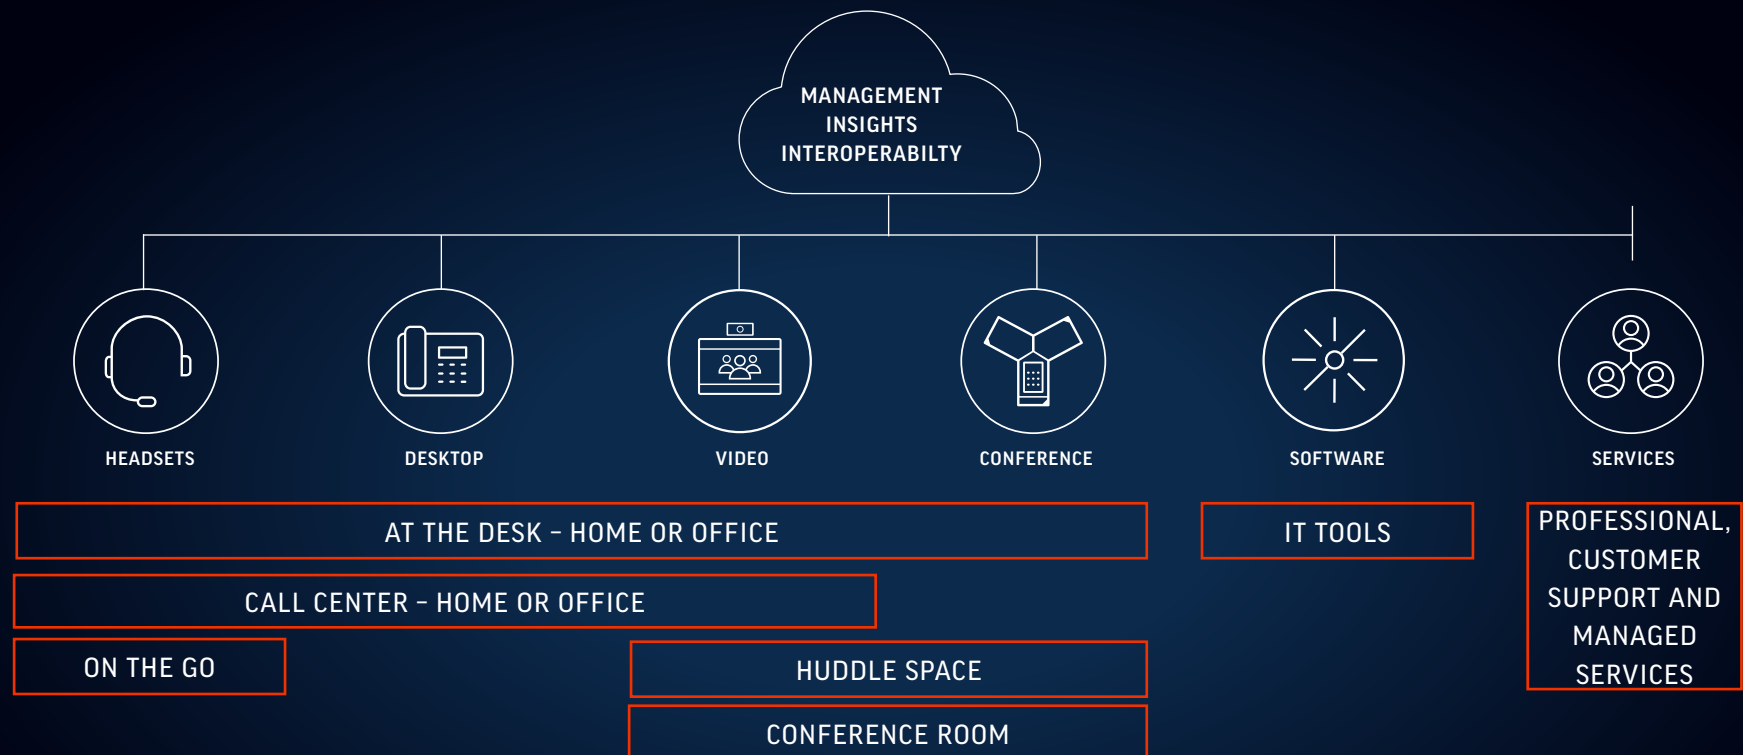 MANAGEMENT
INSIGHTS
INTEROPERABILTY
HEADSETS
DESKTOP
VIDEO
CONFERENCE
SOFTWARE
SERVICES
AT THE DESK – HOME OR OFFICE
IT TOOLS
PROFESSIONAL,
CUSTOMER
SUPPORT AND
MANAGED
SERVICES
CALL CENTER – HOME OR OFFICE
ON THE GO
HUDDLE SPACE
CONFERENCE ROOM